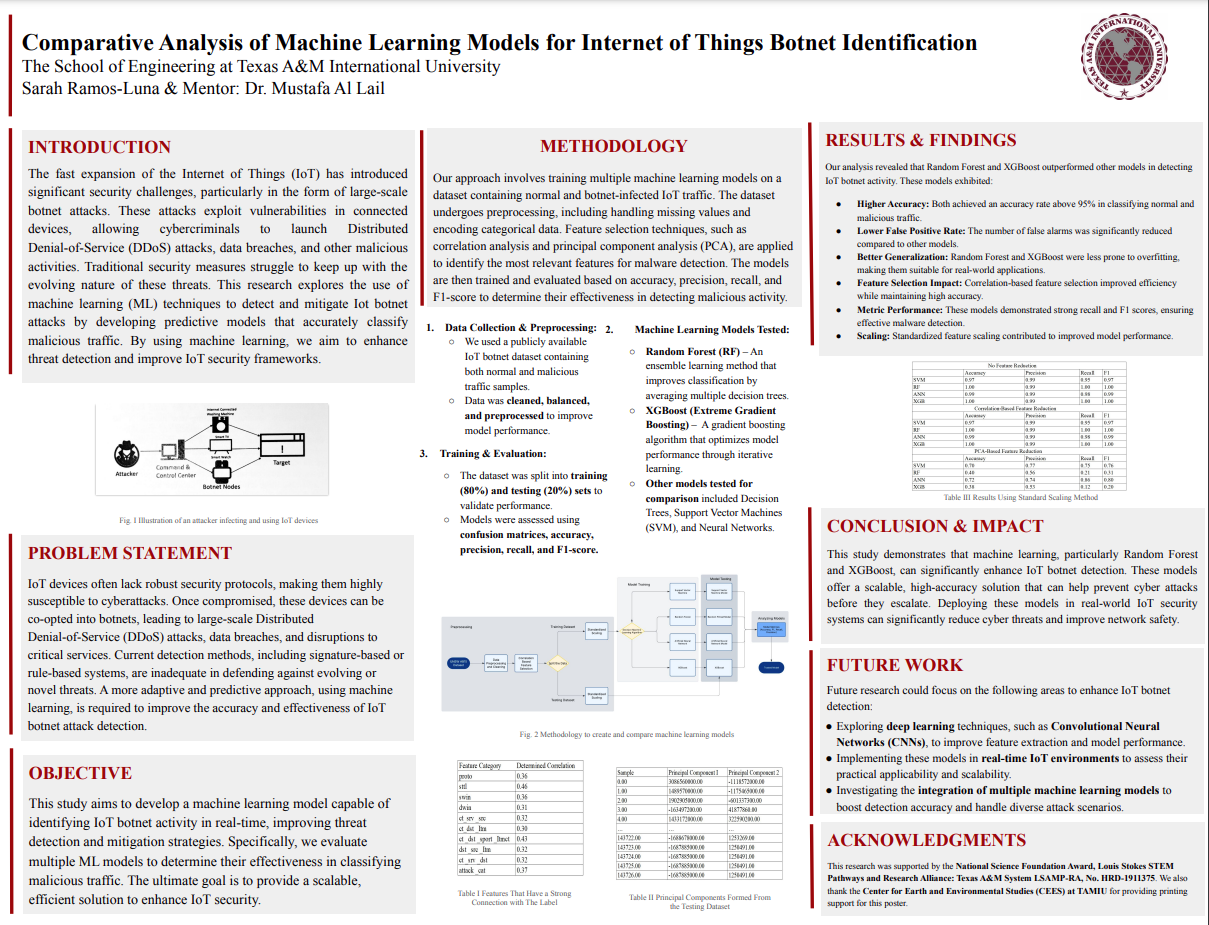 Comparative Analysis of Machine Learning Models for Internet of Things Botnet Identification
The School of Engineering at Texas A&M International University
Sarah Ramos-Luna & Mentor: Dr. Mustafa Al Lail
TEXAS A&M INTERNATIONAL UNIVERSITY
INTRODUCTION
The fast expansion of the Internet of Things (IoT) has introduced
significant security challenges, particularly in the form of large-scale
botnet attacks. These attacks exploit vulnerabilities in connected
devices, allowing cybercriminals to launch Distributed
Denial-of-Service (DDoS) attacks, data breaches, and other malicious
activities. Traditional security measures struggle to keep up with the
evolving nature of these threats. This research explores the use of
machine learning (ML) techniques to detect and mitigate Iot botnet
attacks by developing predictive models that accurately classify
malicious traffic. By using machine learning, we aim to enhance
threat detection and improve IoT security frameworks.
Internet Connected
Washing Machine
Smart TV
Smart Watch
Attacker
Command &
Control Center
Botnet Nodes
Target
Fig. 1 Illustration of an attacker infecting and using IoT devices
PROBLEM STATEMENT
IoT devices often lack robust security protocols, making them highly
susceptible to cyberattacks. Once compromised, these devices can be
co-opted into botnets, leading to large-scale Distributed
Denial-of-Service (DDoS) attacks, data breaches, and disruptions to
critical services. Current detection methods, including signature-based or
rule-based systems, are inadequate in defending against evolving or
novel threats. A more adaptive and predictive approach, using machine
learning, is required to improve the accuracy and effectiveness of IoT
botnet attack detection.
OBJECTIVE
This study aims to develop a machine learning model capable of
identifying IoT botnet activity in real-time, improving threat
detection and mitigation strategies. Specifically, we evaluate
multiple ML models to determine their effectiveness in classifying
malicious traffic. The ultimate goal is to provide a scalable,
efficient solution to enhance IoT security.
METHODOLOGY
Our approach involves training multiple machine learning models on a
dataset containing normal and botnet-infected IoT traffic. The dataset
undergoes preprocessing, including handling missing values and
encoding categorical data. Feature selection techniques, such as
correlation analysis and principal component analysis (PCA), are applied
to identify the most relevant features for malware detection. The models
are then trained and evaluated based on accuracy, precision, recall, and
F1-score to determine their effectiveness in detecting malicious activity.
1. Data Collection & Preprocessing:
○ We used a publicly available
IoT botnet dataset containing
both normal and malicious
traffic samples.
○ Data was cleaned, balanced,
and preprocessed to improve
model performance.
3. Training & Evaluation:
○ The dataset was split into training
(80%) and testing (20%) sets to
validate performance.
○ Models were assessed using
confusion matrices, accuracy,
precision, recall, and F1-score.
2. Machine Learning Models Tested:
○ Random Forest (RF) – An
ensemble learning method that
improves classification by
averaging multiple decision trees.
○ XGBoost (Extreme Gradient
Boosting) – A gradient boosting
algorithm that optimizes model
performance through iterative
learning.
○ Other models tested for
comparison included Decision
Trees, Support Vector Machines
(SVM), and Neural Networks.
Preprocessing
Data
Preprocessing
and Cleaning
Correlation
Based
Feature
Selection
Split the Data
Training Dataset
Standardized
Scaling
Testing Dataset
Standardized
Scaling
Model Training
Model Testing
Analyzing Models
Fig. 2 Methodology to create and compare machine learning models
Feature Category Determined Correlation
proto 0.36
sttl 0.46
swin 0.36
dwin 0.31
ct_srv_src 0.32
ct_dst_ltm 0.30
ct_dst_sport_ltmct 0.43
dst_src_ltm 0.32
ct_srv_dst 0.32
attack_cat 0.37
Table I Features That Have a Strong
Connection with The Label
Sample Principal Component 1 Principal Component 2
0.00 3086560000.00 -1118572000.00
1.00 1489570000.00 -1175465000.00
2.00 1902905000.00 -601337300.00
3.00 -163497200.00 41877860.00
4.00 1433172000.00 322590200.00
... ... ...
143722.00 -1688678000.00 1253269.00
143723.00 -1687885000.00 1250491.00
143724.00 -1687885000.00 1250491.00
143725.00 -1687885000.00 1250491.00
143726.00 -1687885000.00 1250491.00
Table II Principal Components Formed From
the Testing Dataset
RESULTS & FINDINGS
Our analysis revealed that Random Forest and XGBoost outperformed other models in detecting
IoT botnet activity. These models exhibited:
● Higher Accuracy: Both achieved an accuracy rate above 95% in classifying normal and
malicious traffic.
● Lower False Positive Rate: The number of false alarms was significantly reduced
compared to other models.
● Better Generalization: Random Forest and XGBoost were less prone to overfitting,
making them suitable for real-world applications.
● Feature Selection Impact: Correlation-based feature selection improved efficiency
while maintaining high accuracy.
● Metric Performance: These models demonstrated strong recall and F1 scores, ensuring
effective malware detection.
● Scaling: Standardized feature scaling contributed to improved model performance.
No Feature Reduction
Accuracy Precision Recall F1
SVM 0.97 0.99 0.95 0.97
RF 1.00 0.99 1.00 1.00
ANN 0.99 0.99 0.98 0.99
XGB 1.00 0.99 1.00 1.00
Correlation-Based Feature Reduction
Accuracy Precision Recall F1
SVM 0.97 0.99 0.95 0.97
RF 1.00 0.99 1.00 1.00
ANN 0.99 0.99 0.98 0.99
XGB 1.00 0.99 1.00 1.00
PCA-Based Feature Reduction
Accuracy Precision Recall F1
SVM 0.70 0.77 0.75 0.76
RF 0.40 0.56 0.21 0.31
ANN 0.72 0.74 0.86 0.80
XGB 0.38 0.53 0.12 0.20
Table III Results Using Standard Scaling Method
CONCLUSION & IMPACT
This study demonstrates that machine learning, particularly Random Forest
and XGBoost, can significantly enhance IoT botnet detection. These models
offer a scalable, high-accuracy solution that can help prevent cyber attacks
before they escalate. Deploying these models in real-world IoT security
systems can significantly reduce cyber threats and improve network safety.
FUTURE WORK
Future research could focus on the following areas to enhance IoT botnet
detection:
● Exploring deep learning techniques, such as Convolutional Neural
Networks (CNNs), to improve feature extraction and model performance.
● Implementing these models in real-time IoT environments to assess their
practical applicability and scalability.
● Investigating the integration of multiple machine learning models to
boost detection accuracy and handle diverse attack scenarios.
ACKNOWLEDGMENTS
This research was supported by the National Science Foundation Award, Louis Stokes STEM
Pathways and Research Alliance: Texas A&M System LSAMP-RA, No. HRD-1911375. We also
thank the Center for Earth and Environmental Studies (CEES) at TAMIU for providing printing
support for this poster.